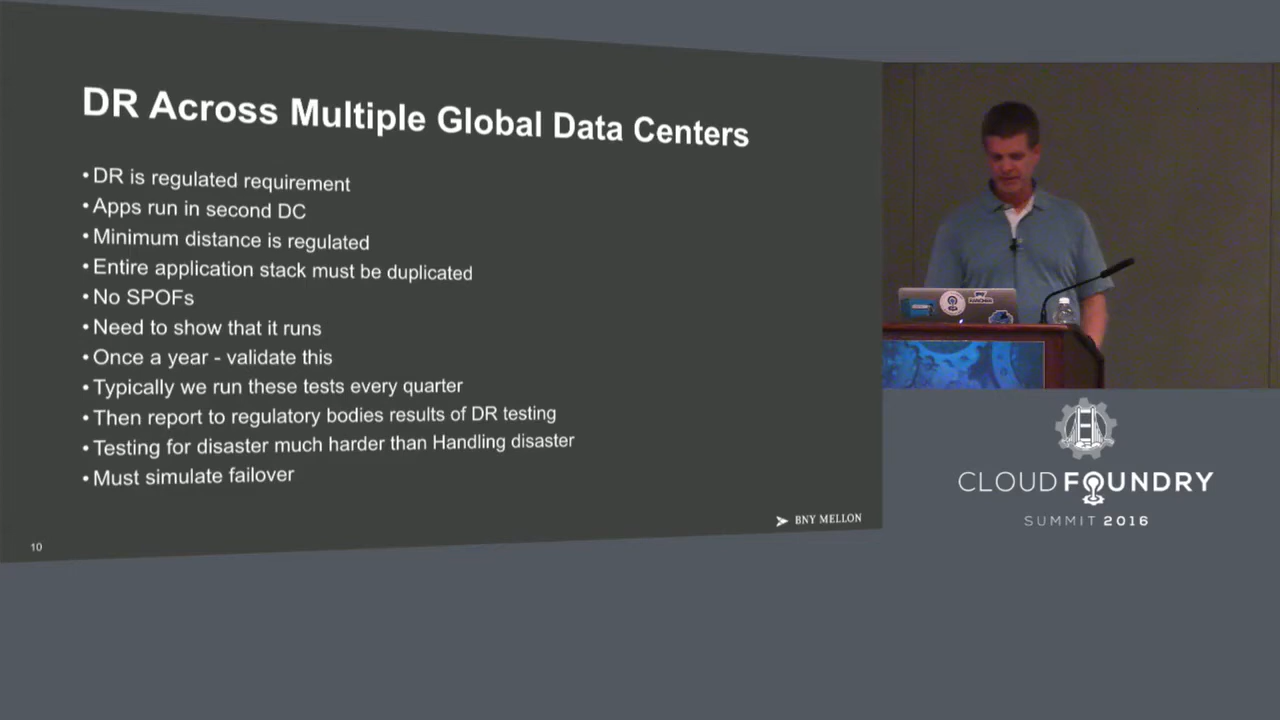 DR Across Multiple Global Data Centers
•DR is regulated requirement
•Apps run in second DC
•Minimum distance is regulated
•Entire application stack must be duplicated
•No SPOFs
•Need to show that it runs
•Once a year - validate this
•Typically we run these tests every quarter
•Then report to regulatory bodies results of DR testing
•Testing for disaster much harder than Handling disaster
•Must simulate failover
BNY MELLON
10
CLOUD FOUNDRY
SUMMIT 2016